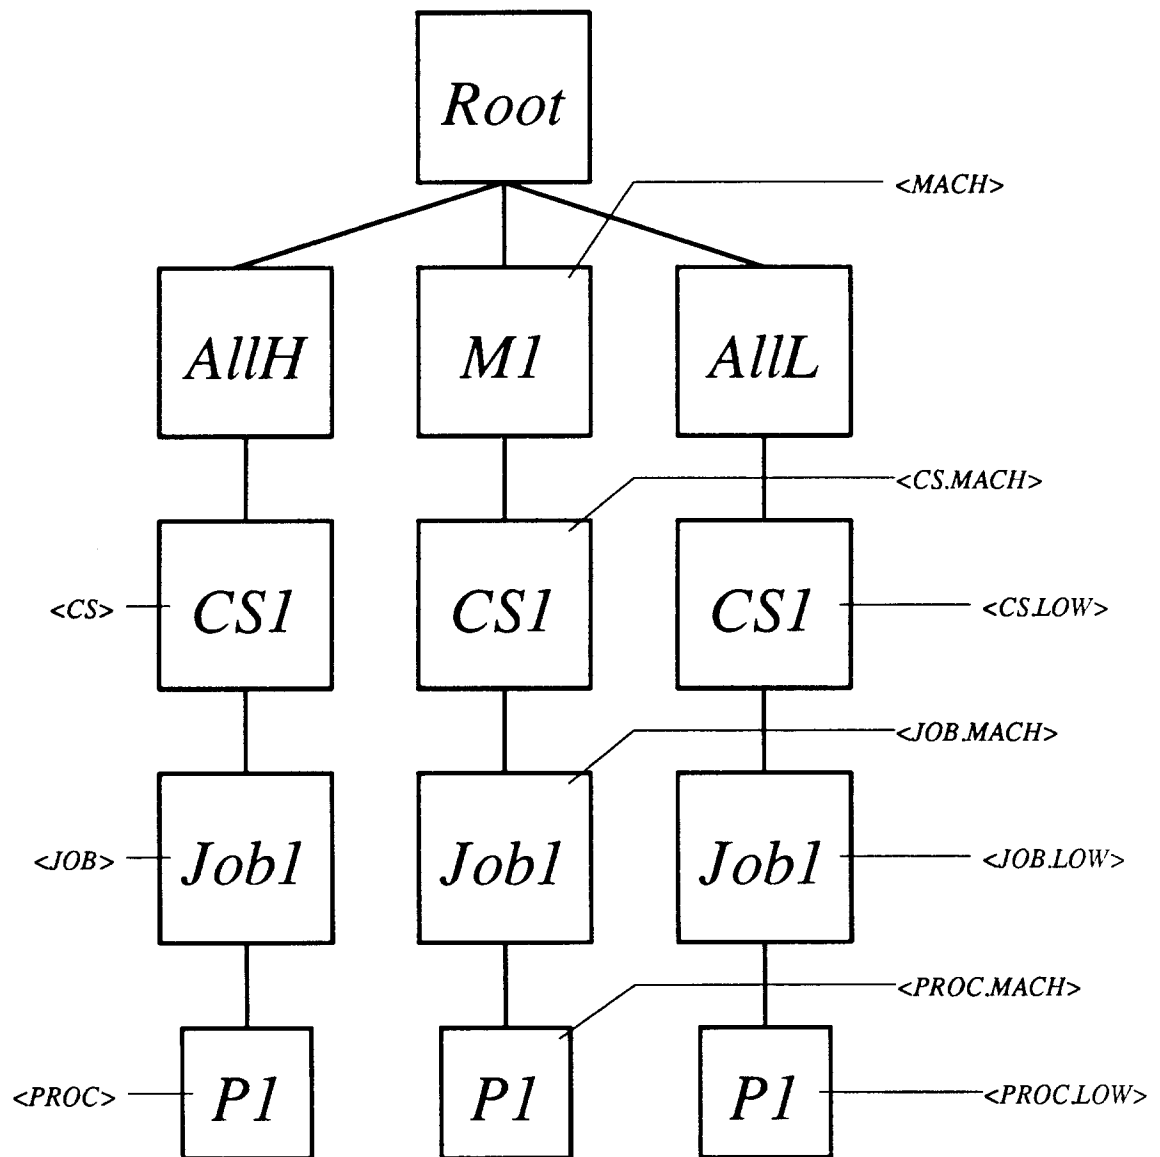 Root
<MACH>
AllH M1 AllL
<CS.MACH>
<CS> CS1 CS1 CS1 <CS.LOW>
<JOB.MACH>
<JOB> Job1 Job1 Job1 <JOB.LOW>
<PROC.MACH>
<PROC> P1 P1 P1 <PROC.LOW>